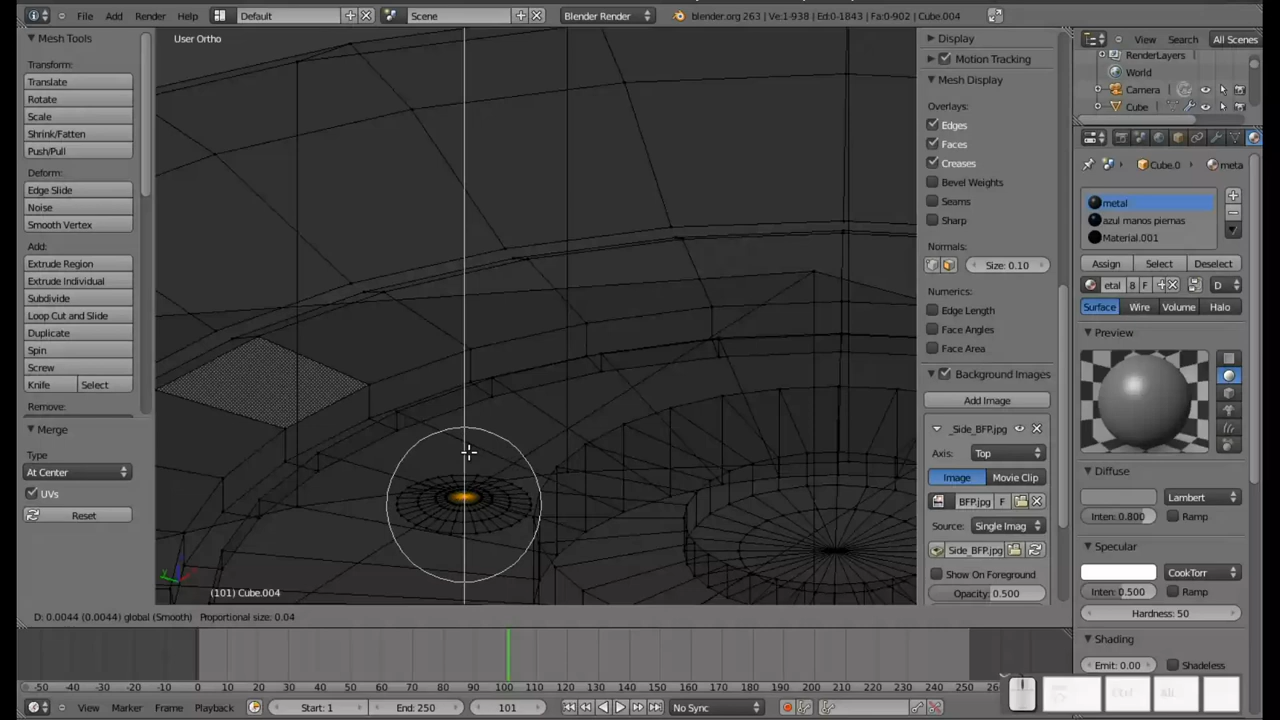 File Add Render Help Default Scene Blender Render blender.org 263 | Ve:1-938 | Ed:0-1843 | Fa:0-902 | Cube.004
Mesh Tools
Transform:
Translate
Rotate
Scale
Shrink/Fatten
Push/Pull
Deform:
Edge Slide
Noise
Smooth Vertex
Add:
Extrude Region
Extrude Individual
Subdivide
Loop Cut and Slide
Duplicate
Spin
Screw
Knife Select
Remove:
Merge
Type
At Center
UVs
Reset
User Ortho
(101) Cube.004
D: 0.0044 (0.0044) global (Smooth) Proportional size: 0.04
Display
Motion Tracking
Mesh Display
Overlays:
Edges
Faces
Creases
Bevel Weights
Seams
Sharp
Normals:
Size: 0.10
Numerics:
Edge Length
Face Angles
Face Area
Background Images
Add Image
_Side_BFP.jpg
Axis: Top
Image Movie Clip
BFP.jpg F
Source: Single Imag
Side_BFP.jpg
Show On Foreground
Opacity: 0.500
View Search All Scenes
RenderLayers
World
Camera
Cube
Cube.0 meta
metal
azul manos piernas
Material.001
Assign Select Deselect
etal 8 F D
Surface Wire Volume Halo
Preview
Diffuse
Lambert
Inten: 0.800 Ramp
Specular
CookTorr
Inten: 0.500 Ramp
Hardness: 50
Shading
Emit: 0.00 Shadeless
-50 -40 -30 -20 -10 0 10 20 30 40 50 60 70 80 90 100 110 120 130 140 150 160 170 180 190 200 210 220 230 240 250
View Marker Frame Playback Start: 1 End: 250 101 No Sync
Ctrl